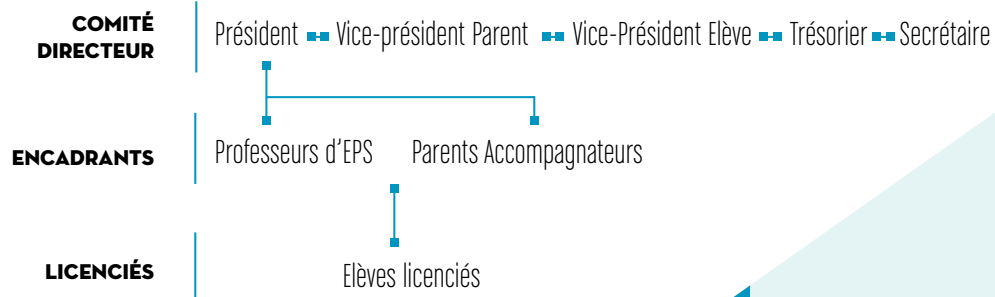 COMITÉ
DIRECTEUR
Président Vice-président Parent Vice-Président Elève Trésorier Secrétaire
ENCADRANTS
Professeurs d'EPS Parents Accompagnateurs
LICENCIÉS
Elèves licenciés